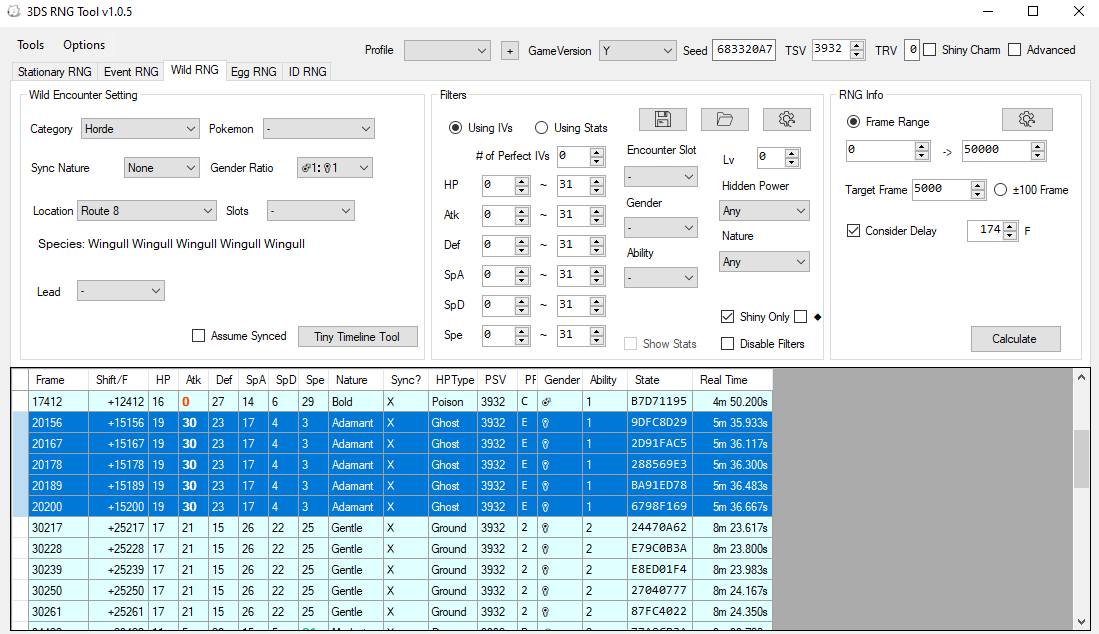 3DS RNG Tool v1.0.5
Tools Options
Profile + GameVersion Y Seed 683320A7 TSV 3932 TRV 0 Shiny Charm Advanced
Stationary RNG Event RNG Wild RNG Egg RNG ID RNG
Wild Encounter Setting
Category Horde Pokemon -
Sync Nature None Gender Ratio ♂1:♀1
Location Route 8 Slots -
Species: Wingull Wingull Wingull Wingull Wingull
Lead -
Assume Synced Tiny Timeline Tool
Filters
Using IVs Using Stats
# of Perfect IVs 0
HP 0 ~ 31
Atk 0 ~ 31
Def 0 ~ 31
SpA 0 ~ 31
SpD 0 ~ 31
Spe 0 ~ 31
Encounter Slot
-
Gender
-
Ability
-
Show Stats
Lv 0
Hidden Power
Any
Nature
Any
Shiny Only ◆
Disable Filters
RNG Info
Frame Range
0 -> 50000
Target Frame 5000 ±100 Frame
Consider Delay 174 F
Calculate
Frame Shift/F HP Atk Def SpA SpD Spe Nature Sync? HPType PSV Gender Ability State Real Time
17412 +12412 16 0 27 14 6 29 Bold X Poison 3932 C ♂ 1 B7D71195 4m 50.200s
20156 +15156 19 30 23 17 4 3 Adamant X Ghost 3932 E ♀ 1 9DFC8D29 5m 35.933s
20167 +15167 19 30 23 17 4 3 Adamant X Ghost 3932 E ♀ 1 2D91FAC5 5m 36.117s
20178 +15178 19 30 23 17 4 3 Adamant X Ghost 3932 E ♀ 1 288569E3 5m 36.300s
20189 +15189 19 30 23 17 4 3 Adamant X Ghost 3932 E ♀ 1 BA91ED78 5m 36.483s
20200 +15200 19 30 23 17 4 3 Adamant X Ghost 3932 E ♀ 1 6798F169 5m 36.667s
30217 +25217 17 21 15 26 22 25 Gentle X Ground 3932 2 ♀ 2 24470A62 8m 23.617s
30228 +25228 17 21 15 26 22 25 Gentle X Ground 3932 2 ♀ 2 E79C0B3A 8m 23.800s
30239 +25239 17 21 15 26 22 25 Gentle X Ground 3932 2 ♀ 2 E8ED01F4 8m 23.983s
30250 +25250 17 21 15 26 22 25 Gentle X Ground 3932 2 ♀ 2 27040777 8m 24.167s
30261 +25261 17 21 15 26 22 25 Gentle X Ground 3932 2 ♀ 2 87FC4022 8m 24.350s